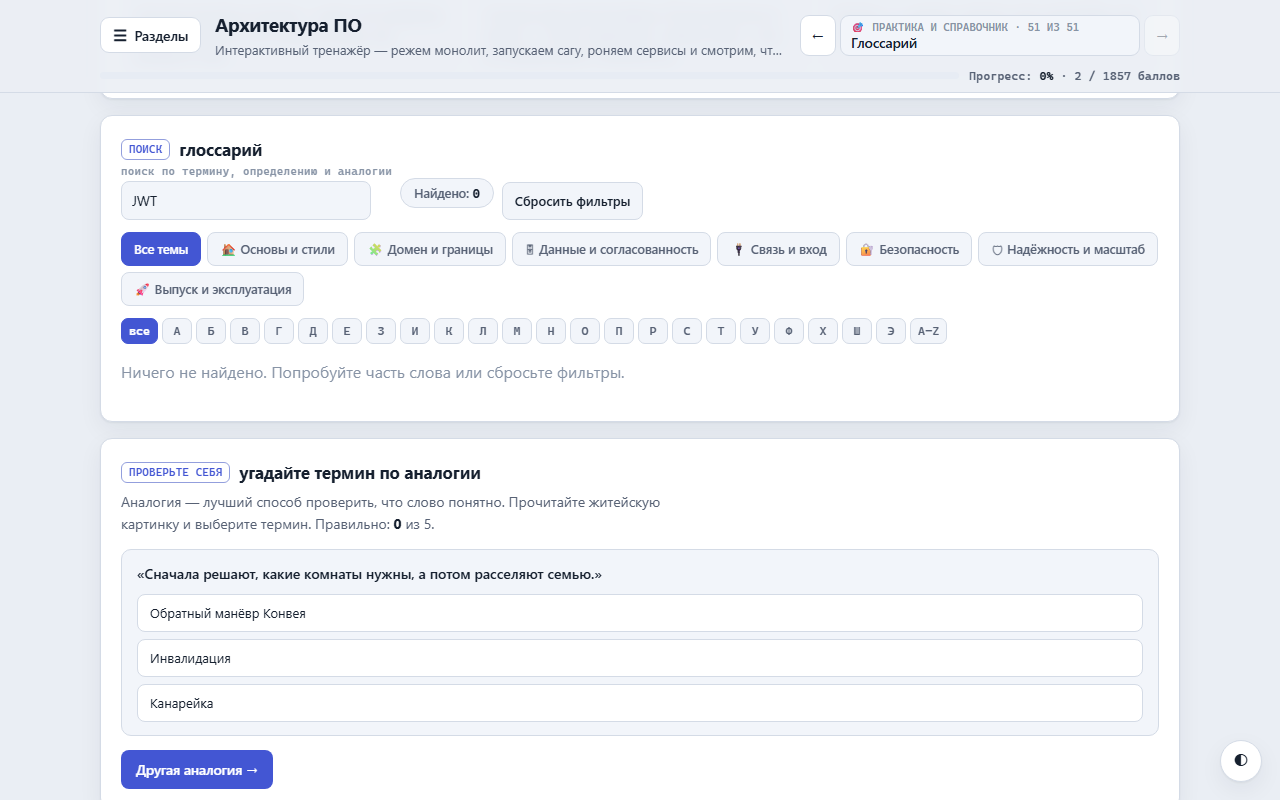 ☰ Разделы
Архитектура ПО
Интерактивный тренажёр — режем монолит, запускаем сагу, роняем сервисы и смотрим, чт...
←
🎯 ПРАКТИКА И СПРАВОЧНИК · 51 ИЗ 51
Глоссарий
→
Прогресс: 0% · 2 / 1857 баллов
ПОИСК глоссарий
поиск по термину, определению и аналогии
JWT
Найдено: 0
Сбросить фильтры
Все темы
🏠 Основы и стили
🧩 Домен и границы
🗄 Данные и согласованность
🔌 Связь и вход
🔐 Безопасность
🛡 Надёжность и масштаб
🚀 Выпуск и эксплуатация
все А Б В Г Д Е З И К Л М Н О П Р С Т У Ф Х Ш Э A–Z
Ничего не найдено. Попробуйте часть слова или сбросьте фильтры.
ПРОВЕРЬТЕ СЕБЯ угадайте термин по аналогии
Аналогия — лучший способ проверить, что слово понятно. Прочитайте житейскую
картинку и выберите термин. Правильно: 0 из 5.
«Сначала решают, какие комнаты нужны, а потом расселяют семью.»
Обратный манёвр Конвея
Инвалидация
Канарейка
Другая аналогия →